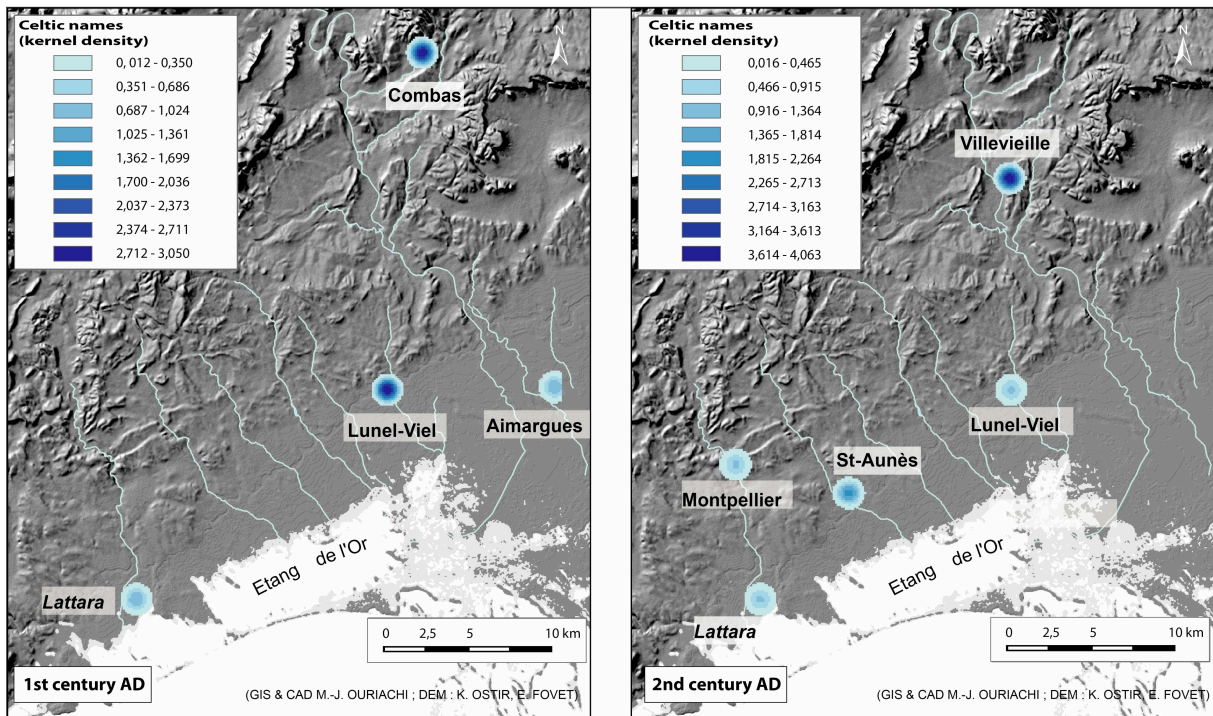 Celtic names
(kernel density)
0,012 - 0,350
0,351 - 0,686
0,687 - 1,024
1,025 - 1,361
1,362 - 1,699
1,700 - 2,036
2,037 - 2,373
2,374 - 2,711
2,712 - 3,050
N
Combas
Lunel-Viel
Aimargues
Lattara
Etang de l'Or
0 2,5 5 10 km
1st century AD
(GIS & CAD M.-J. OURIACHI ; DEM : K. OSTIR, E. FOVET)
Celtic names
(kernel density)
0,016 - 0,465
0,466 - 0,915
0,916 - 1,364
1,365 - 1,814
1,815 - 2,264
2,265 - 2,713
2,714 - 3,163
3,164 - 3,613
3,614 - 4,063
N
Villevieille
Lunel-Viel
St-Aunès
Montpellier
Etang de l'Or
Lattara
0 2,5 5 10 km
2nd century AD
(GIS & CAD M.-J. OURIACHI ; DEM : K. OSTIR, E. FOVET)